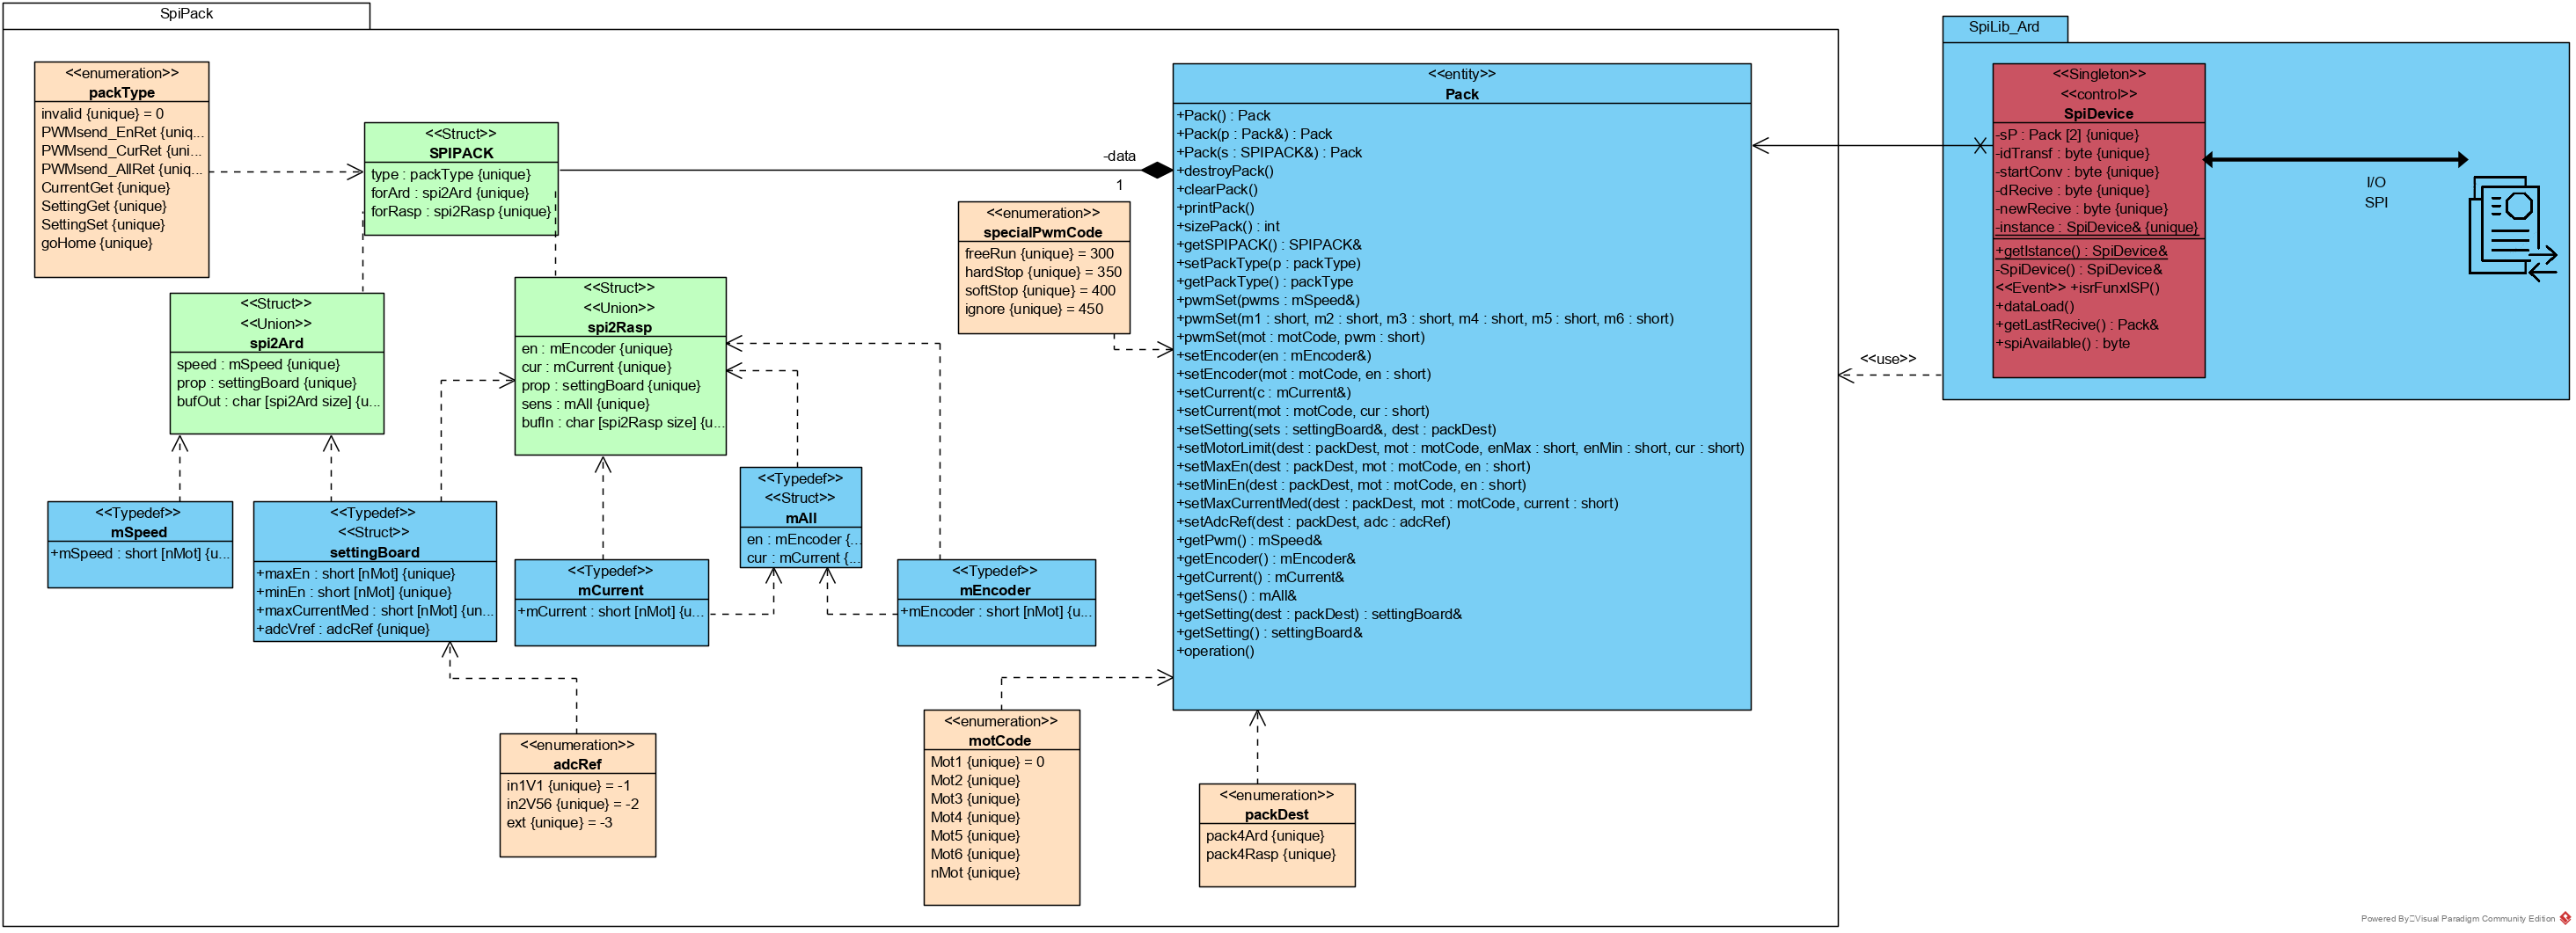 SpiPack
<<enumeration>>
packType
invalid {unique} = 0
PWMsend_EnRet {uniq...
PWMsend_CurRet {uni...
PWMsend_AllRet {uniq...
CurrentGet {unique}
SettingGet {unique}
SettingSet {unique}
goHome {unique}
<<Struct>>
SPIPACK
type : packType {unique}
forArd : spi2Ard {unique}
forRasp : spi2Rasp {unique}
-data
1
<<Struct>>
<<Union>>
spi2Ard
speed : mSpeed {unique}
prop : settingBoard {unique}
bufOut : char [spi2Ard size] {u...
<<Struct>>
<<Union>>
spi2Rasp
en : mEncoder {unique}
cur : mCurrent {unique}
prop : settingBoard {unique}
sens : mAll {unique}
bufIn : char [spi2Rasp size] {u...
<<enumeration>>
specialPwmCode
freeRun {unique} = 300
hardStop {unique} = 350
softStop {unique} = 400
ignore {unique} = 450
<<Typedef>>
mSpeed
+mSpeed : short [nMot] {u...
<<Typedef>>
<<Struct>>
settingBoard
+maxEn : short [nMot] {unique}
+minEn : short [nMot] {unique}
+maxCurrentMed : short [nMot] {un...
+adcVref : adcRef {unique}
<<Typedef>>
mCurrent
+mCurrent : short [nMot] {u...
<<Typedef>>
<<Struct>>
mAll
en : mEncoder {...
cur : mCurrent {...
<<Typedef>>
mEncoder
+mEncoder : short [nMot] {u...
<<enumeration>>
adcRef
in1V1 {unique} = -1
in2V56 {unique} = -2
ext {unique} = -3
<<enumeration>>
motCode
Mot1 {unique} = 0
Mot2 {unique}
Mot3 {unique}
Mot4 {unique}
Mot5 {unique}
Mot6 {unique}
nMot {unique}
<<enumeration>>
packDest
pack4Ard {unique}
pack4Rasp {unique}
<<entity>>
Pack
+Pack() : Pack
+Pack(p : Pack&) : Pack
+Pack(s : SPIPACK&) : Pack
+destroyPack()
+clearPack()
+printPack()
+sizePack() : int
+getSPIPACK() : SPIPACK&
+setPackType(p : packType)
+getPackType() : packType
+pwmSet(pwms : mSpeed&)
+pwmSet(m1 : short, m2 : short, m3 : short, m4 : short, m5 : short, m6 : short)
+pwmSet(mot : motCode, pwm : short)
+setEncoder(en : mEncoder&)
+setEncoder(mot : motCode, en : short)
+setCurrent(c : mCurrent&)
+setCurrent(mot : motCode, cur : short)
+setSetting(sets : settingBoard&, dest : packDest)
+setMotorLimit(dest : packDest, mot : motCode, enMax : short, enMin : short, cur : short)
+setMaxEn(dest : packDest, mot : motCode, en : short)
+setMinEn(dest : packDest, mot : motCode, en : short)
+setMaxCurrentMed(dest : packDest, mot : motCode, current : short)
+setAdcRef(dest : packDest, adc : adcRef)
+getPwm() : mSpeed&
+getEncoder() : mEncoder&
+getCurrent() : mCurrent&
+getSens() : mAll&
+getSetting(dest : packDest) : settingBoard&
+getSetting() : settingBoard&
+operation()
<<use>>
SpiLib_Ard
<<Singleton>>
<<control>>
SpiDevice
-sP : Pack [2] {unique}
-idTransf : byte {unique}
-startConv : byte {unique}
-dRecive : byte {unique}
-newRecive : byte {unique}
-instance : SpiDevice& {unique}
+getIstance() : SpiDevice&
-SpiDevice() : SpiDevice&
<<Event>> +isrFunxISP()
+dataLoad()
+getLastRecive() : Pack&
+spiAvailable() : byte
I/O
SPI
Powered By Visual Paradigm Community Edition